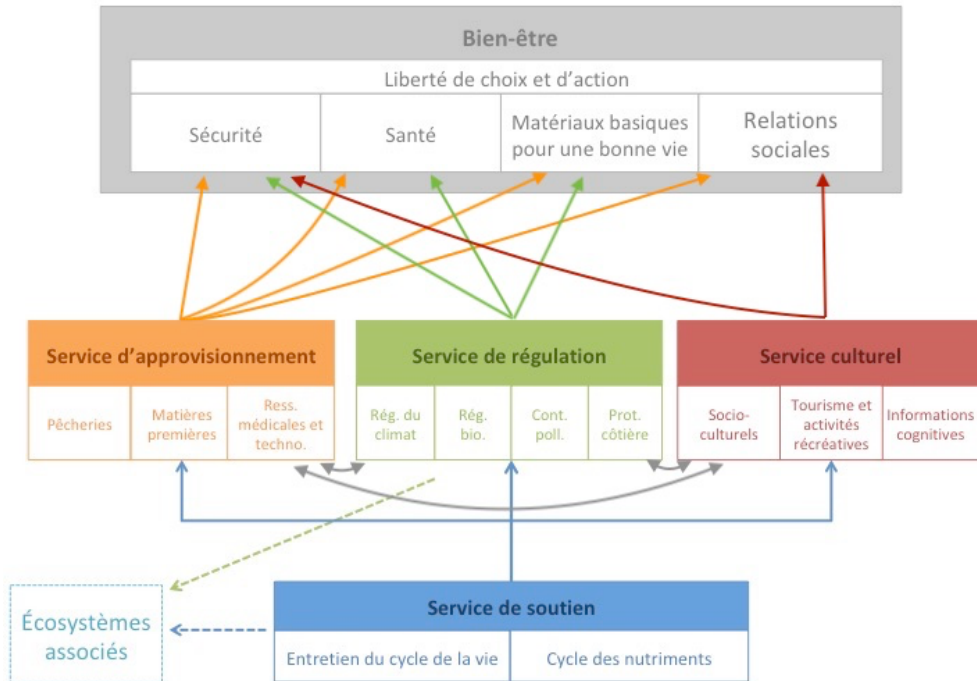 Bien-être
Liberté de choix et d'action
Sécurité
Santé
Matériaux basiques
pour une bonne vie
Relations
sociales
Service d'approvisionnement
Pêcheries
Matières
premières
Ress.
médicales et
techno.
Service de régulation
Rég. du
climat
Rég.
bio.
Cont.
poll.
Prot.
côtière
Service culturel
Socio-
culturels
Tourisme et
activités
récréatives
Informations
cognitives
Écosystèmes
associés
Service de soutien
Entretien du cycle de la vie
Cycle des nutriments